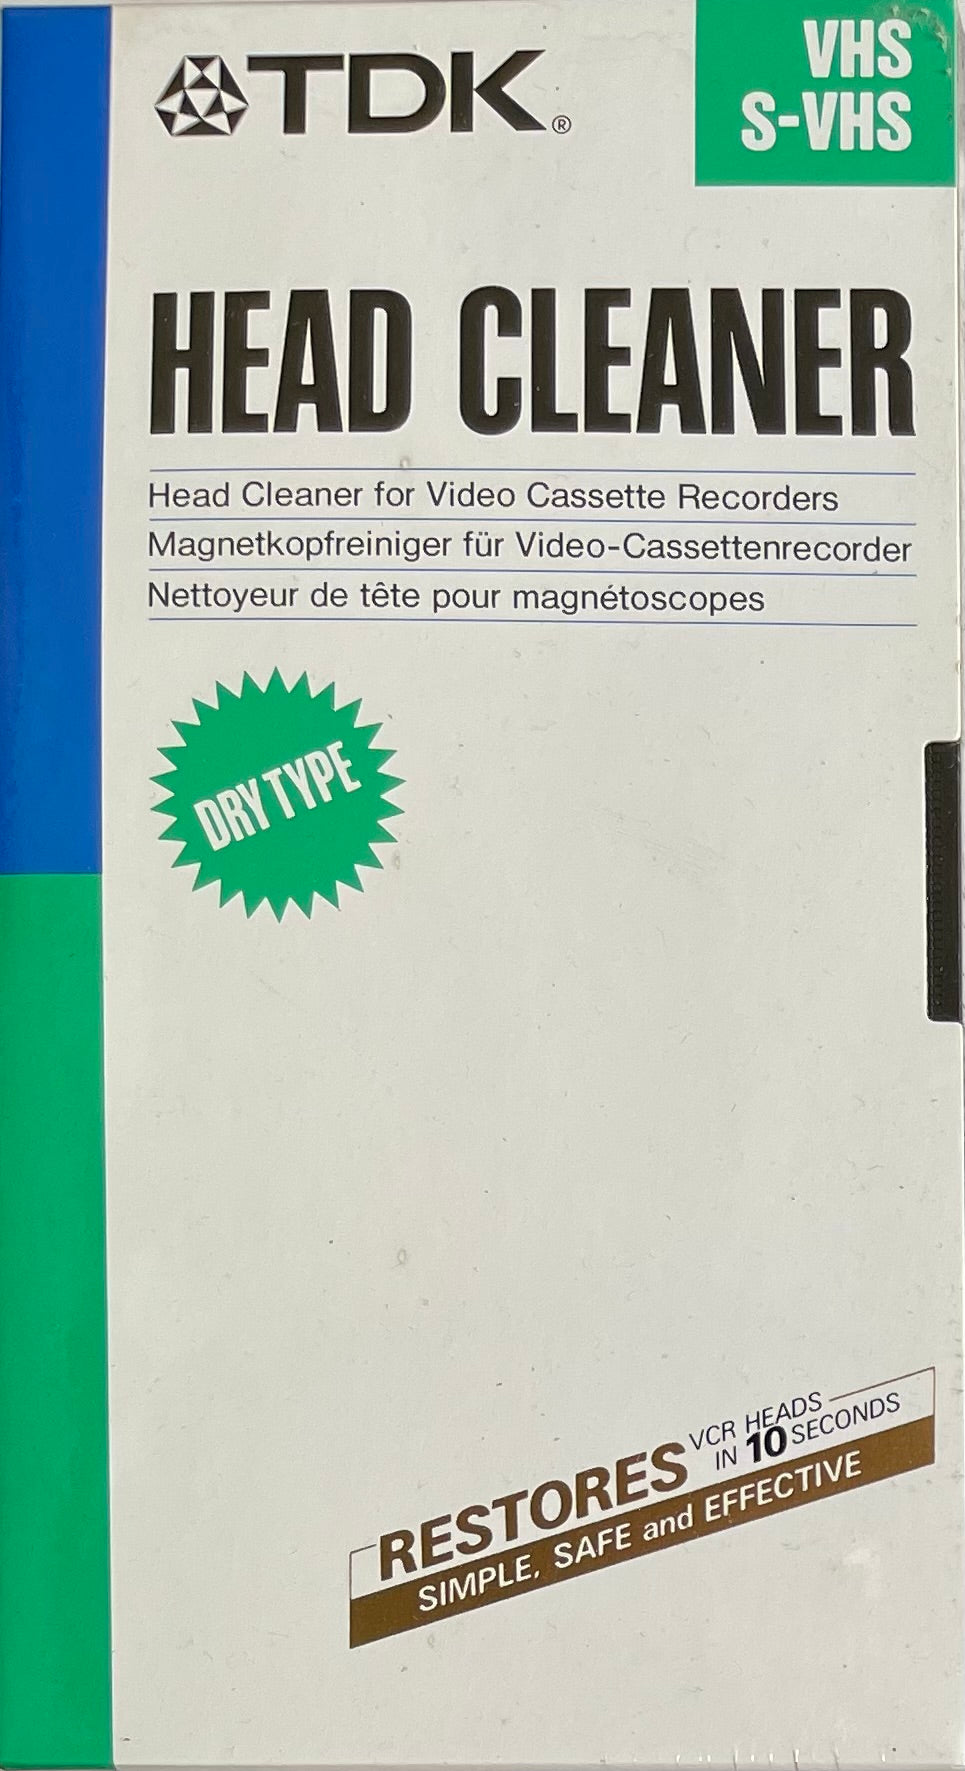 TDK®
VHS
S-VHS
HEAD CLEANER
Head Cleaner for Video Cassette Recorders
Magnetkopfreiniger für Video-Cassettenrecorder
Nettoyeur de tête pour magnétoscopes
DRY TYPE
RESTORES VCR HEADS
IN 10 SECONDS
SIMPLE, SAFE and EFFECTIVE